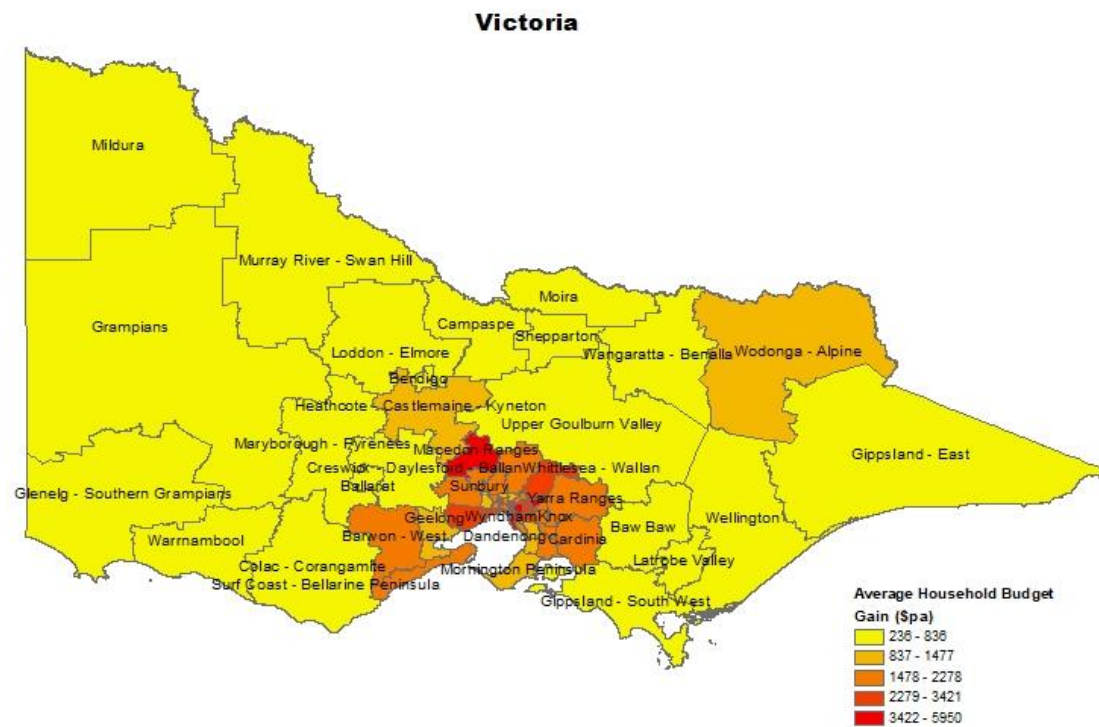 Victoria
Mildura
Murray River - Swan Hill
Grampians
Moira
Campaspe
Shepparton
Loddon - Elmore
Wangaratta - Benalla
Wodonga - Alpine
Bendigo
Heathcote - Castlemaine - Kyneton
Upper Goulburn Valley
Maryborough - Pyrenees
Macedon Ranges
Gippsland - East
Creswick - Daylesford - Ballan
Whittlesea - Wallan
Glenelg - Southern Grampians
Ballarat
Sunbury
Yarra Ranges
Geelong
Wyndham
Knox
Baw Baw
Wellington
Warrnambool
Barwon - West
Dandenong
Cardinia
Latrobe Valley
Colac - Corangamite
Mornington Peninsula
Surf Coast - Bellarine Peninsula
Gippsland - South West
Average Household Budget
Gain ($pa)
236 - 836
837 - 1477
1478 - 2278
2279 - 3421
3422 - 5950